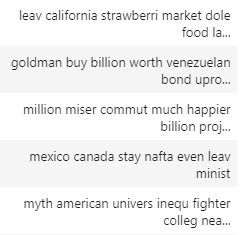 leav california strawberri market dole
food la...
goldman buy billion worth venezuelan
bond upro...
million miser commut much happier
billion proj...
mexico canada stay nafta even leav
minist
myth american univers inequ fighter
colleg nea...